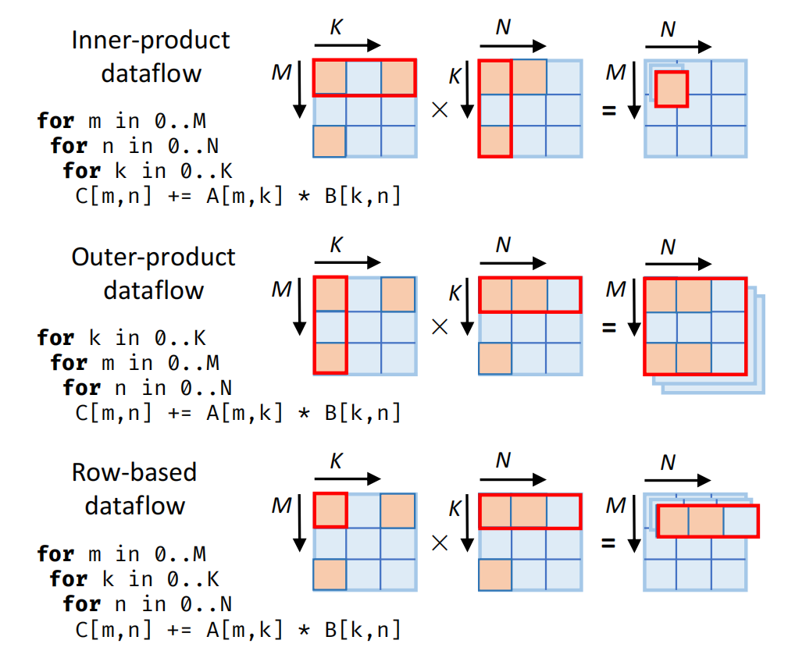 Inner-product
dataflow
for m in 0..M
for n in 0..N
for k in 0..K
C[m,n] += A[m,k] * B[k,n]
K
M
×
N
K
=
N
M
Outer-product
dataflow
for k in 0..K
for m in 0..M
for n in 0..N
C[m,n] += A[m,k] * B[k,n]
K
M
×
N
K
=
N
M
Row-based
dataflow
for m in 0..M
for k in 0..K
for n in 0..N
C[m,n] += A[m,k] * B[k,n]
K
M
×
N
K
=
N
M